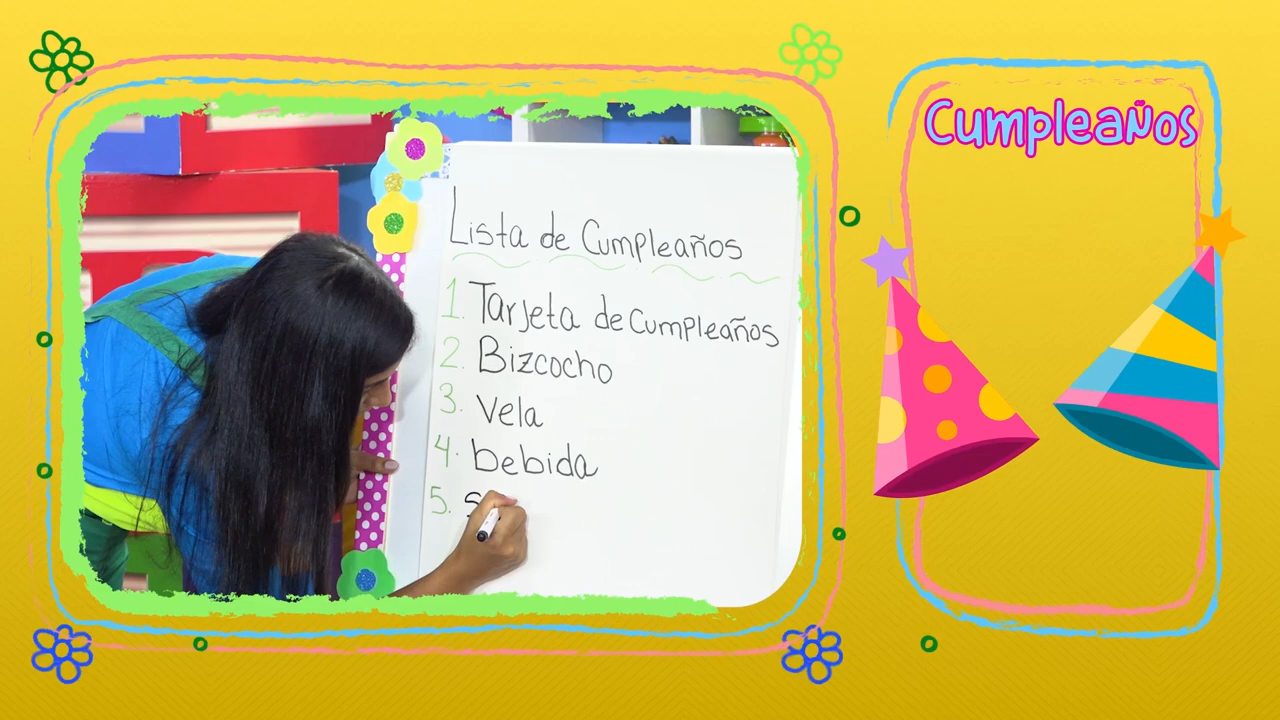 Lista de Cumpleaños
1. Tarjeta de Cumpleaños
2. Bizcocho
3. Vela
4. bebida
5. s
Cumpleaños